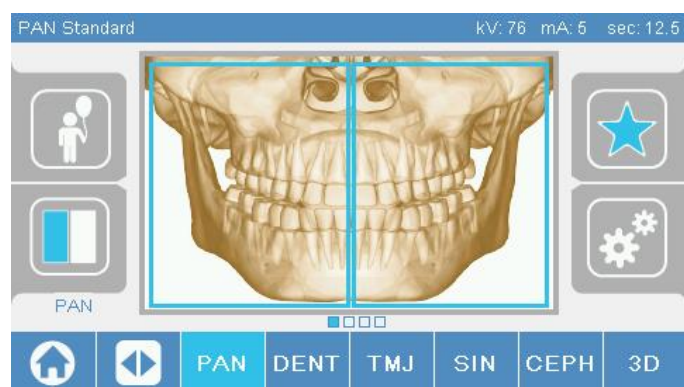 PAN Standard kV: 76 mA: 5 sec: 12.5
PAN
PAN DENT TMJ SIN CEPH 3D